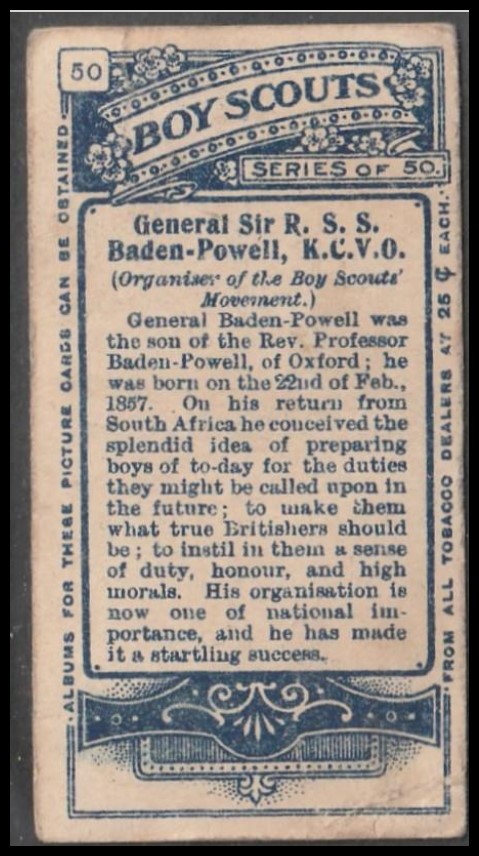 50
BOY SCOUTS
SERIES OF 50.
General Sir R. S. S.
Baden-Powell, K.C.V.O.
(Organiser of the Boy Scouts'
Movement.)
General Baden-Powell was
the son of the Rev. Professor
Baden-Powell, of Oxford; he
was born on the 22nd of Feb.,
1857. On his return from
South Africa he conceived the
splendid idea of preparing
boys of to-day for the duties
they might be called upon in
the future; to make them
what true Britishers should
be; to instil in them a sense
of duty, honour, and high
morals. His organisation is
now one of national im-
portance, and he has made
it a startling success.
·ALBUMS FOR THESE PICTURE CARDS CAN BE OBTAINED·
·FROM ALL TOBACCO DEALERS AT 25 ¢ EACH.·